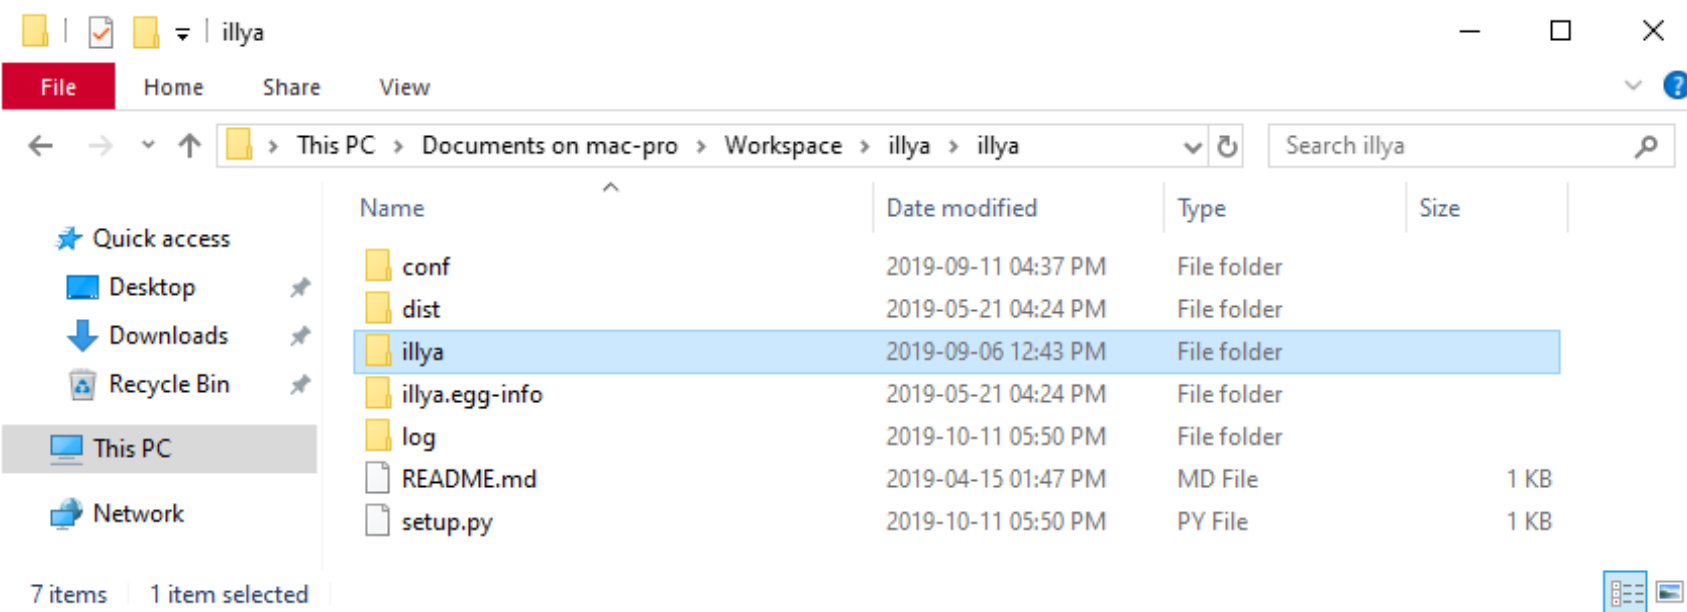 illya
File Home Share View
This PC Documents on mac-pro Workspace illya illya Search illya
Name Date modified Type Size
Quick access
Desktop
Downloads
Recycle Bin
This PC
Network
conf 2019-09-11 04:37 PM File folder
dist 2019-05-21 04:24 PM File folder
illya 2019-09-06 12:43 PM File folder
illya.egg-info 2019-05-21 04:24 PM File folder
log 2019-10-11 05:50 PM File folder
README.md 2019-04-15 01:47 PM MD File 1 KB
setup.py 2019-10-11 05:50 PM PY File 1 KB
7 items 1 item selected